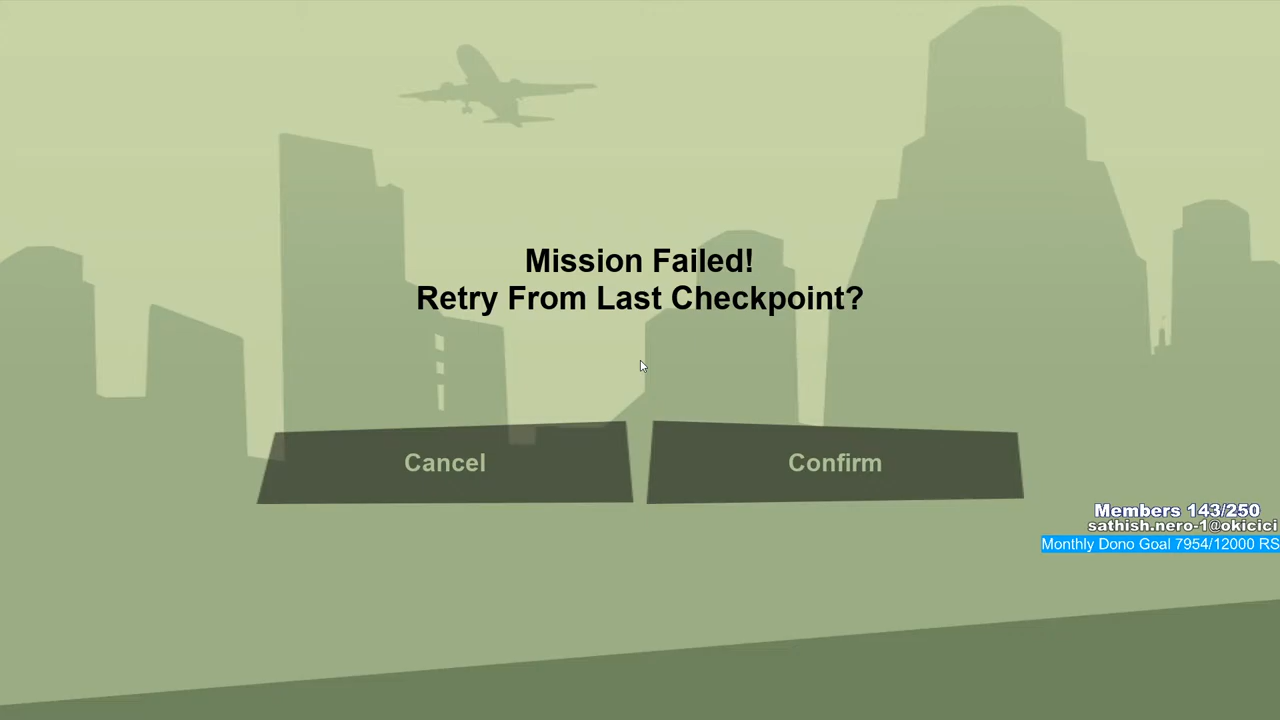 Mission Failed!
Retry From Last Checkpoint?
Cancel
Confirm
Members 143/250
sathish.nero-1@okicici
Monthly Dono Goal 7954/12000 RS